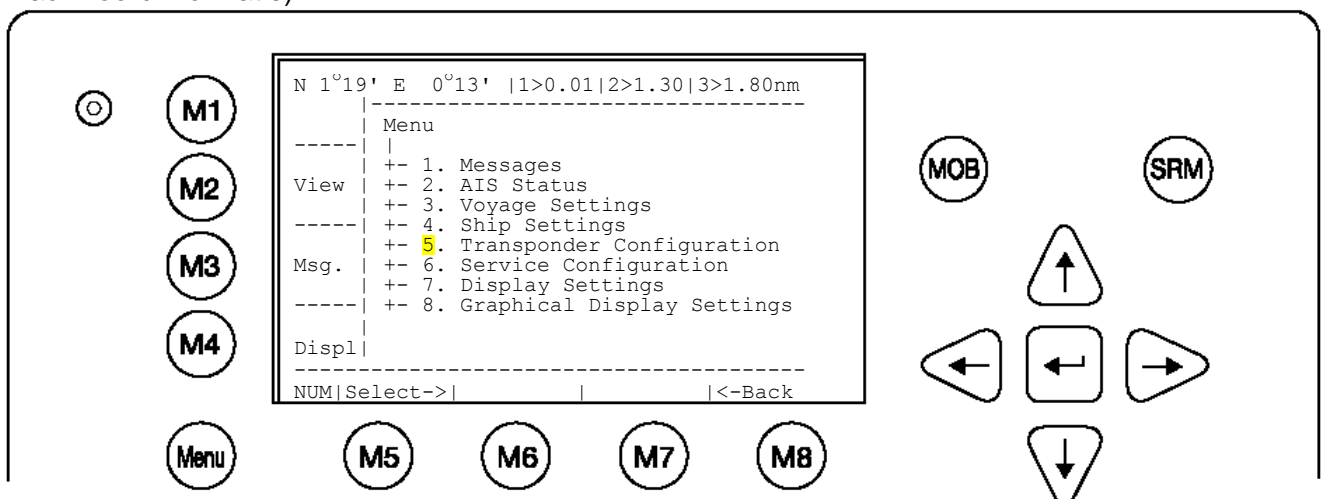 N 1°19' E 0°13' |1>0.01|2>1.30|3>1.80nm
M1
Menu
+- 1. Messages
M2
View
+- 2. AIS Status
+- 3. Voyage Settings
+- 4. Ship Settings
+- 5. Transponder Configuration
M3
Msg.
+- 6. Service Configuration
+- 7. Display Settings
+- 8. Graphical Display Settings
M4
Displ|
NUM|Select->| | |<-Back
MOB
SRM
Menu
M5
M6
M7
M8